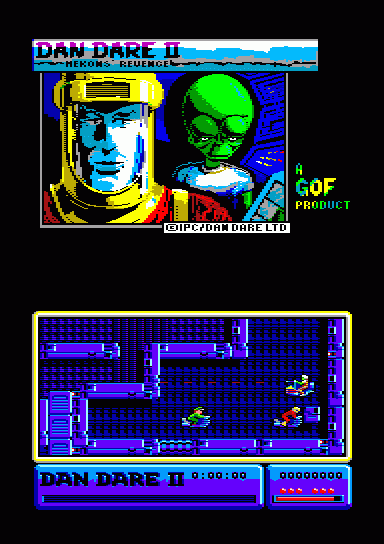 DAN DARE II
MEKONS REVENGE
A
GOF
PRODUCT
©IPC/DAN DARE LTD
DAN DARE II 0:00:00 00000000